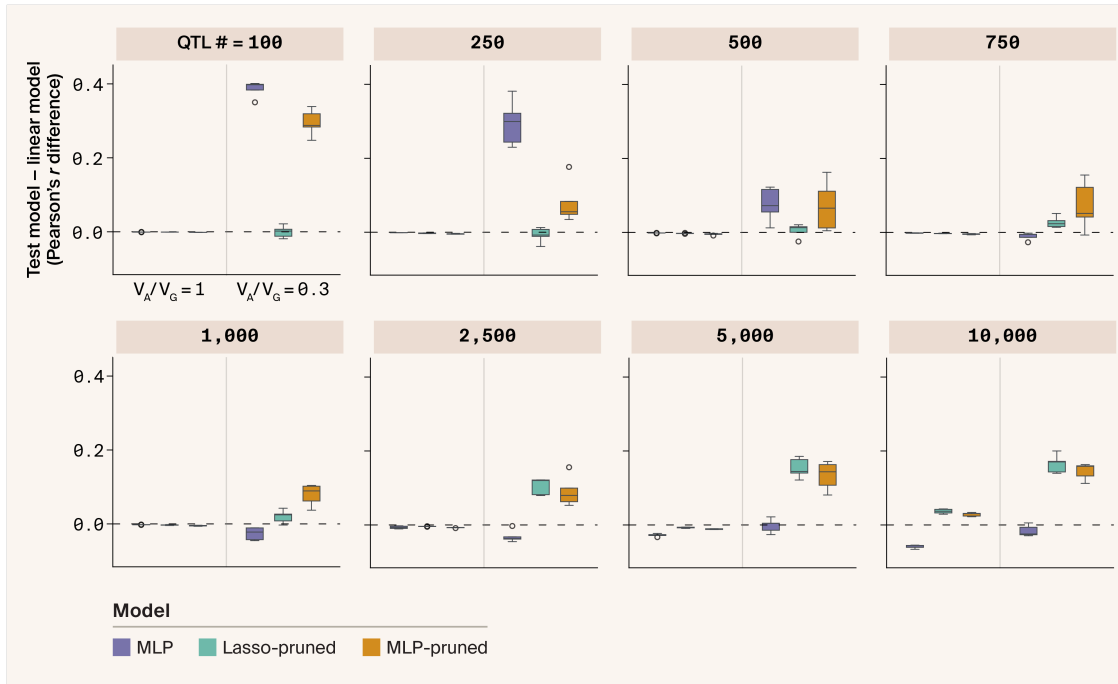 QTL # = 100
250
500
750
Test model – linear model
(Pearson's r difference)
0.4
0.2
0.0
V_A/V_G = 1
V_A/V_G = 0.3
1,000
2,500
5,000
10,000
0.4
0.2
0.0
Model
MLP
Lasso-pruned
MLP-pruned